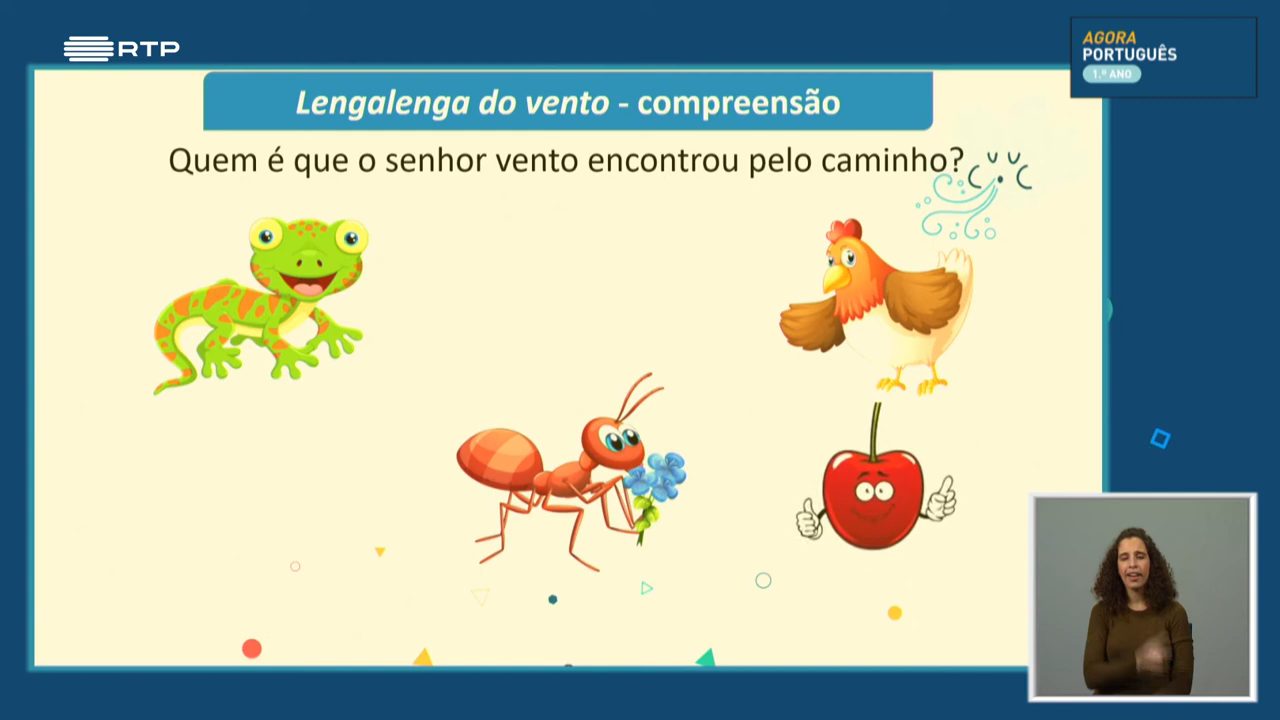 RTP
AGORA
PORTUGUÊS
1.º ANO
Lengalenga do vento - compreensão
Quem é que o senhor vento encontrou pelo caminho?